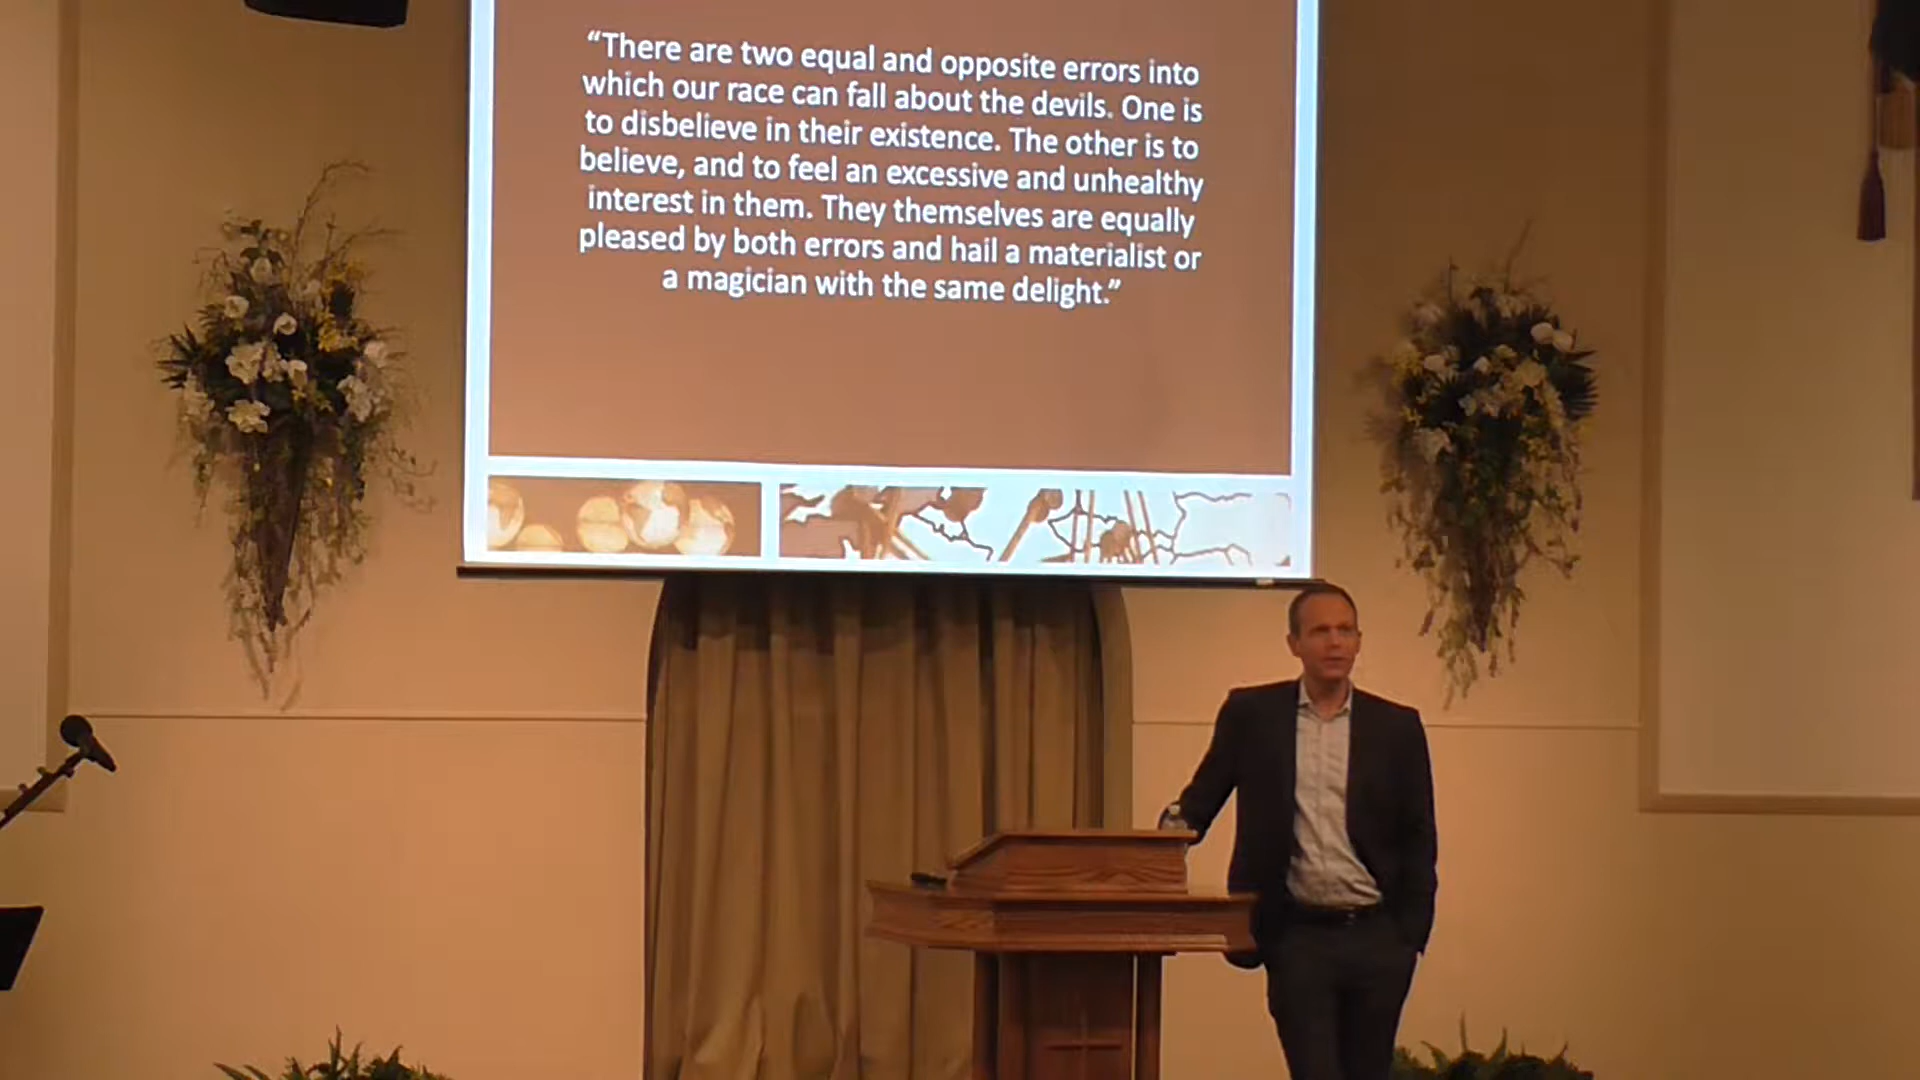 “There are two equal and opposite errors into
which our race can fall about the devils. One is
to disbelieve in their existence. The other is to
believe, and to feel an excessive and unhealthy
interest in them. They themselves are equally
pleased by both errors and hail a materialist or
a magician with the same delight.”